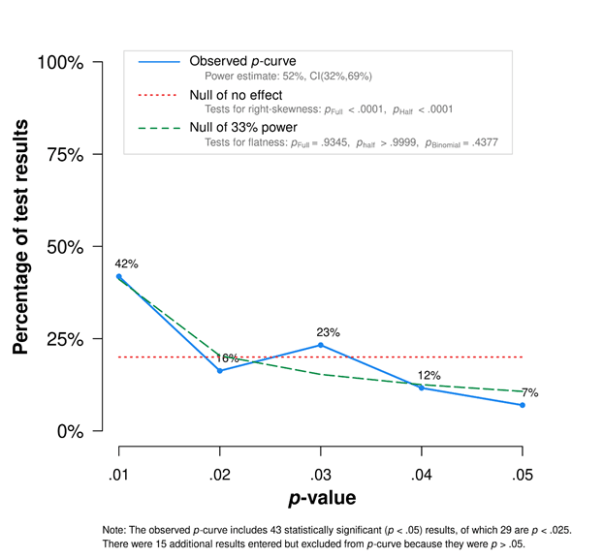 Observed p-curve
Power estimate: 52%, CI(32%,69%)
Null of no effect
Tests for right-skewness: pFull < .0001, pHalf < .0001
Null of 33% power
Tests for flatness: pFull = .9345, phalf > .9999, pBinomial = .4377
Percentage of test results
100%
75%
50%
25%
0%
42%
16%
23%
12%
7%
.01 .02 .03 .04 .05
p-value
Note: The observed p-curve includes 43 statistically significant (p < .05) results, of which 29 are p < .025.
There were 15 additional results entered but excluded from p-curve because they were p > .05.